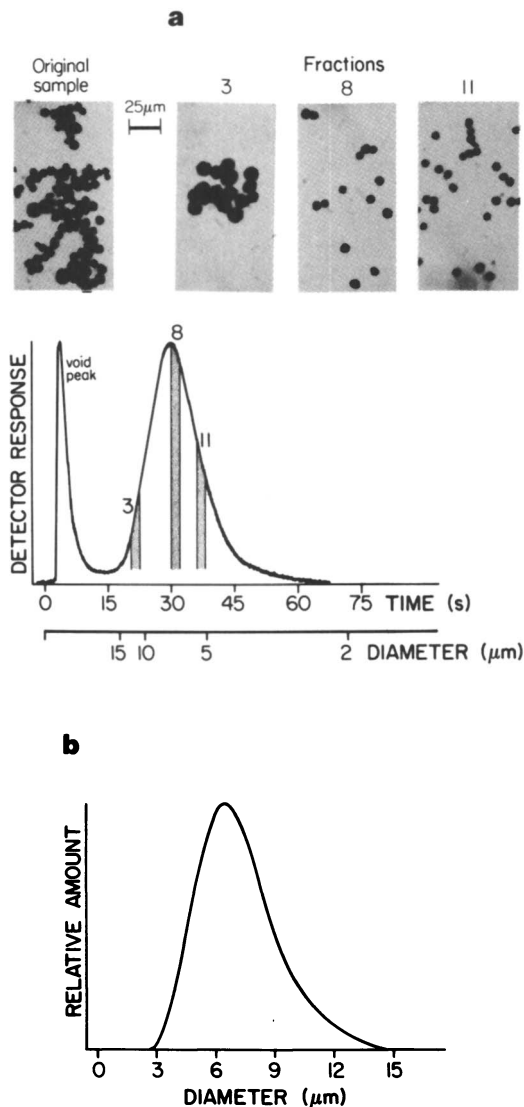 a
Original
sample
25μm
Fractions
3
8
11
DETECTOR RESPONSE
void
peak
3
8
11
0 15 30 45 60 75 TIME (s)
15 10 5 2 DIAMETER (μm)
b
RELATIVE AMOUNT
0 3 6 9 12 15
DIAMETER (μm)